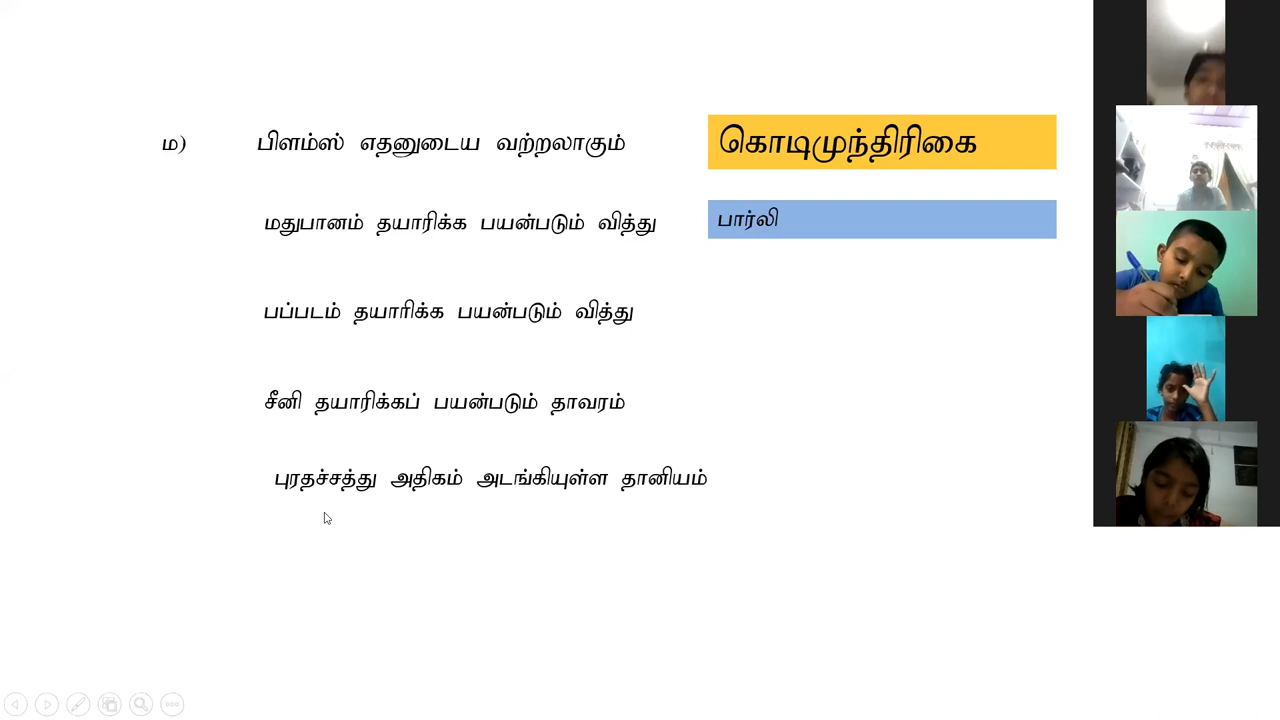 ம) பிளம்ஸ் எதனுடைய வற்றலாகும் கொடிமுந்திரிகை
மதுபானம் தயாரிக்க பயன்படும் வித்து பார்லி
பப்படம் தயாரிக்க பயன்படும் வித்து
சீனி தயாரிக்கப் பயன்படும் தாவரம்
புரதச்சத்து அதிகம் அடங்கியுள்ள தானியம்